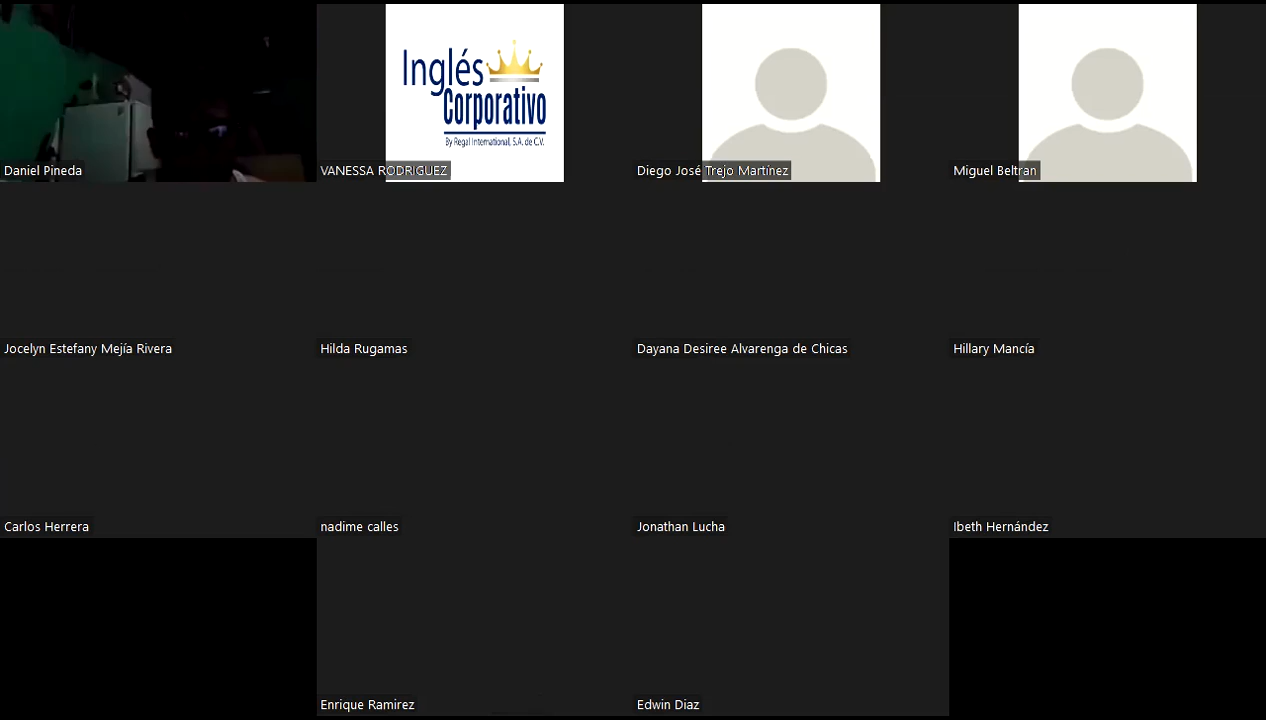 Inglés
Corporativo
By Regal International, S.A. de C.V.
Daniel Pineda
VANESSA RODRIGUEZ
Diego José Trejo Martínez
Miguel Beltran
Jocelyn Estefany Mejía Rivera
Hilda Rugamas
Dayana Desiree Alvarenga de Chicas
Hillary Mancía
Carlos Herrera
nadime calles
Jonathan Lucha
Ibeth Hernández
Enrique Ramirez
Edwin Diaz